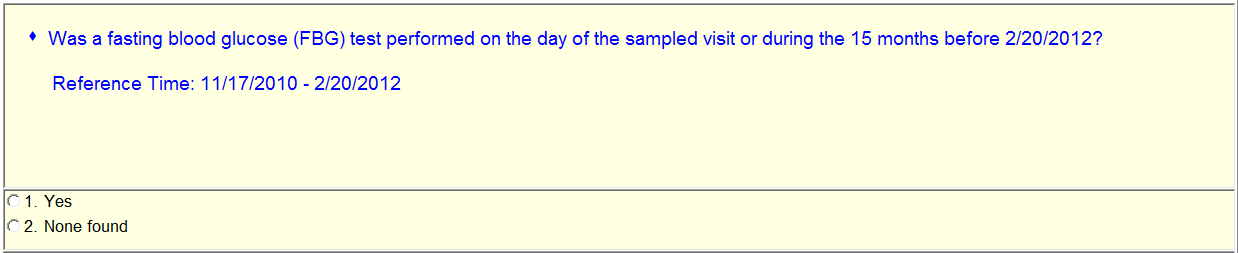 ♦ Was a fasting blood glucose (FBG) test performed on the day of the sampled visit or during the 15 months before 2/20/2012?
Reference Time: 11/17/2010 - 2/20/2012
1. Yes
2. None found